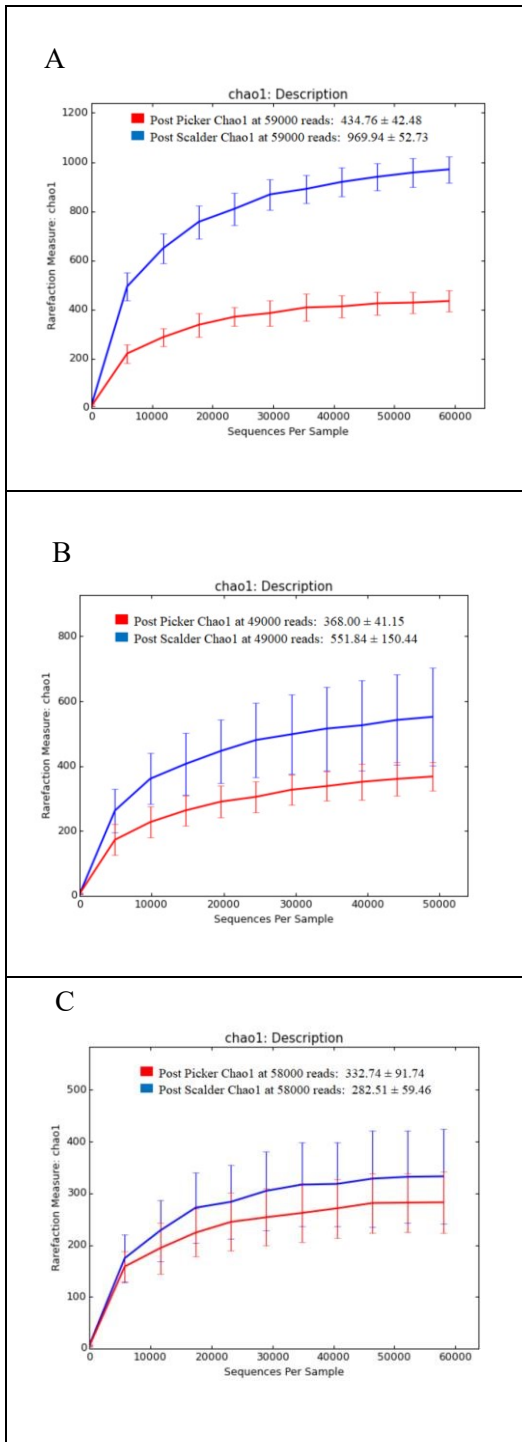 A
chao1: Description
Post Picker Chao1 at 59000 reads: 434.76 ± 42.48
Post Scalder Chao1 at 59000 reads: 969.94 ± 52.73
1200
1000
800
600
400
200
0
Rarefaction Measure: chao1
0 10000 20000 30000 40000 50000 60000
Sequences Per Sample
B
chao1: Description
Post Picker Chao1 at 49000 reads: 368.00 ± 41.15
Post Scalder Chao1 at 49000 reads: 551.84 ± 150.44
800
600
400
200
0
Rarefaction Measure: chao1
0 10000 20000 30000 40000 50000
Sequences Per Sample
C
chao1: Description
Post Picker Chao1 at 58000 reads: 332.74 ± 91.74
Post Scalder Chao1 at 58000 reads: 282.51 ± 59.46
500
400
300
200
100
0
Rarefaction Measure: chao1
0 10000 20000 30000 40000 50000 60000
Sequences Per Sample